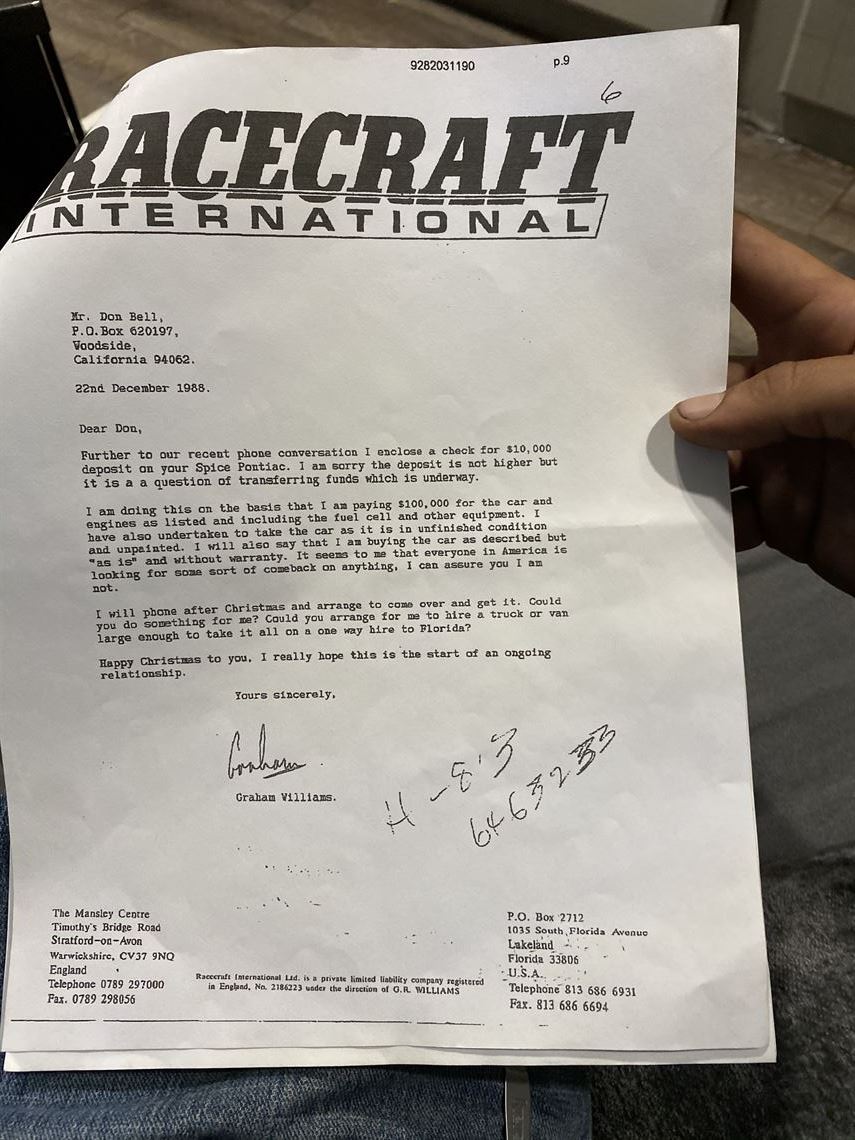 9282031190 p.9
6
RACECRAFT
INTERNATIONAL
Mr. Don Bell,
P.O.Box 620197,
Woodside,
California 94062.
22nd December 1988.
Dear Don,
Further to our recent phone conversation I enclose a check for $10,000
deposit on your Spice Pontiac. I am sorry the deposit is not higher but
it is a a question of transferring funds which is underway.
I am doing this on the basis that I am paying $100,000 for the car and
engines as listed and including the fuel cell and other equipment. I
have also undertaken to take the car as it is in unfinished condition
and unpainted. I will also say that I am buying the car as described but
"as is" and without warranty. It seems to me that everyone in America is
looking for some sort of comeback on anything, I can assure you I am
not.
I will phone after Christmas and arrange to come over and get it. Could
you do something for me? Could you arrange for me to hire a truck or van
large enough to take it all on a one way hire to Florida?
Happy Christmas to you, I really hope this is the start of an ongoing
relationship.
Yours sincerely,
Graham
Graham Williams.
H - 8'3
The Mansley Centre
Timothy's Bridge Road
Stratford-on-Avon
Warwickshire, CV37 9NQ
England
Telephone 0789 297000
Fax. 0789 298056
Racecraft International Ltd. is a private limited liability company registered
in England, No. 2186223 under the direction of G.R. WILLIAMS
P.O. Box 2712
1035 South Florida Avenue
Lakeland
Florida 33806
U.S.A.
Telephone 813 686 6931
Fax. 813 686 6694